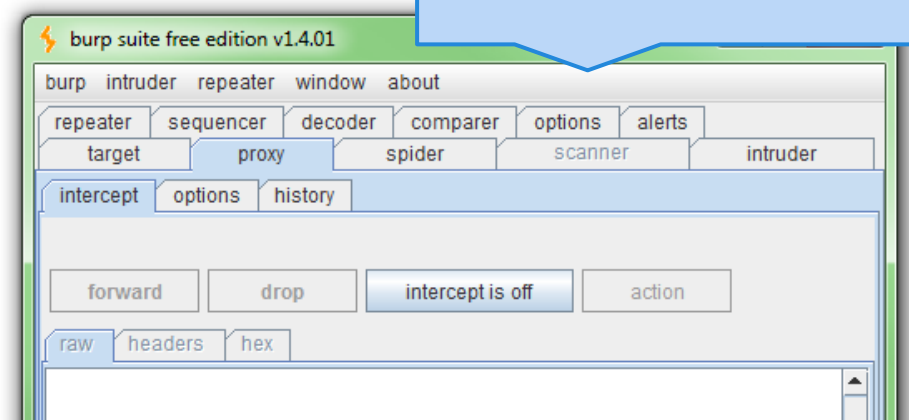 burp suite free edition v1.4.01
burp intruder repeater window about
repeater sequencer decoder comparer options alerts
target proxy spider scanner intruder
intercept options history
forward drop intercept is off action
raw headers hex